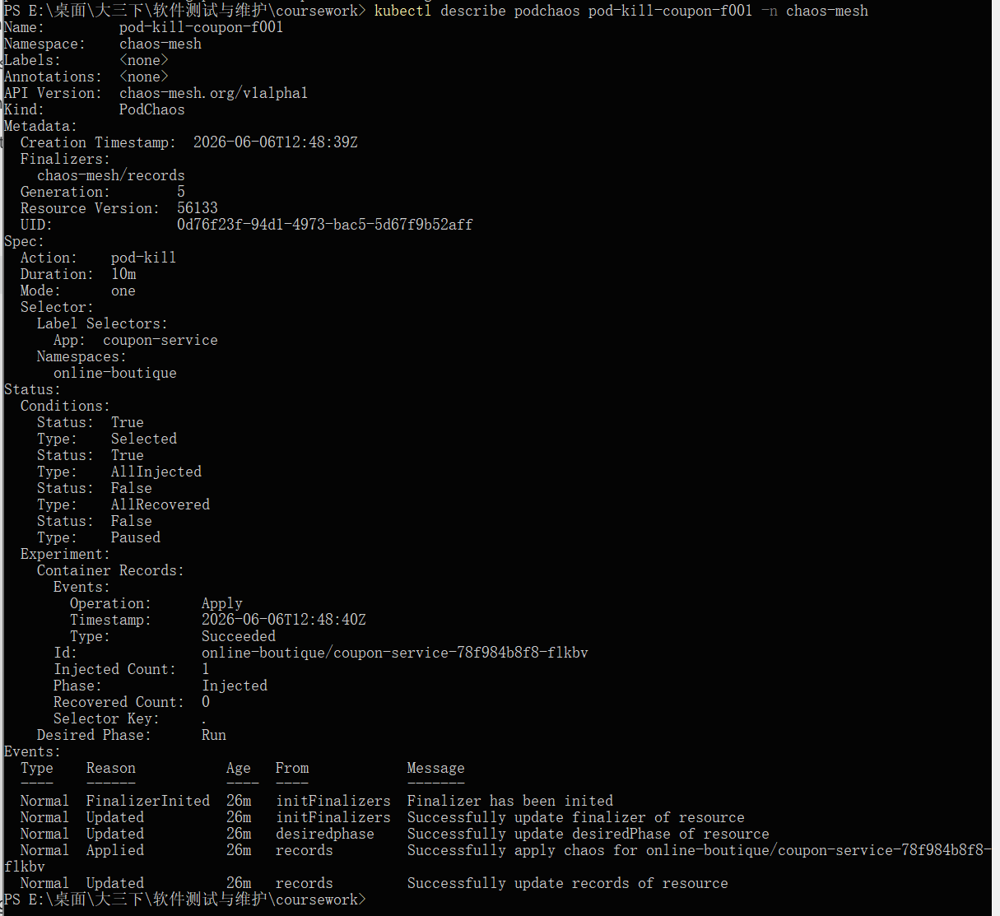 PS E:\桌面\大三下\软件测试与维护\coursework> kubectl describe podchaos pod-kill-coupon-f001 -n chaos-mesh
Name:         pod-kill-coupon-f001
Namespace:    chaos-mesh
Labels:       <none>
Annotations:  <none>
API Version:  chaos-mesh.org/v1alpha1
Kind:         PodChaos
Metadata:
  Creation Timestamp:  2026-06-06T12:48:39Z
  Finalizers:
    chaos-mesh/records
  Generation:        5
  Resource Version:  56133
  UID:               0d76f23f-94d1-4973-bac5-5d67f9b52aff
Spec:
  Action:    pod-kill
  Duration:  10m
  Mode:      one
  Selector:
    Label Selectors:
      App:  coupon-service
    Namespaces:
      online-boutique
Status:
  Conditions:
    Status:  True
    Type:    Selected
    Status:  True
    Type:    AllInjected
    Status:  False
    Type:    AllRecovered
    Status:  False
    Type:    Paused
  Experiment:
    Container Records:
      Events:
        Operation:      Apply
        Timestamp:      2026-06-06T12:48:40Z
        Type:           Succeeded
      Id:               online-boutique/coupon-service-78f984b8f8-flkbv
      Injected Count:   1
      Phase:            Injected
      Recovered Count:  0
      Selector Key:     .
    Desired Phase:      Run
Events:
  Type    Reason           Age   From            Message
  ----    ------           ----  ----            -------
  Normal  FinalizerInited  26m   initFinalizers  Finalizer has been inited
  Normal  Updated          26m   initFinalizers  Successfully update finalizer of resource
  Normal  Updated          26m   desiredphase    Successfully update desiredPhase of resource
  Normal  Applied          26m   records         Successfully apply chaos for online-boutique/coupon-service-78f984b8f8-
flkbv
  Normal  Updated          26m   records         Successfully update records of resource
PS E:\桌面\大三下\软件测试与维护\coursework>